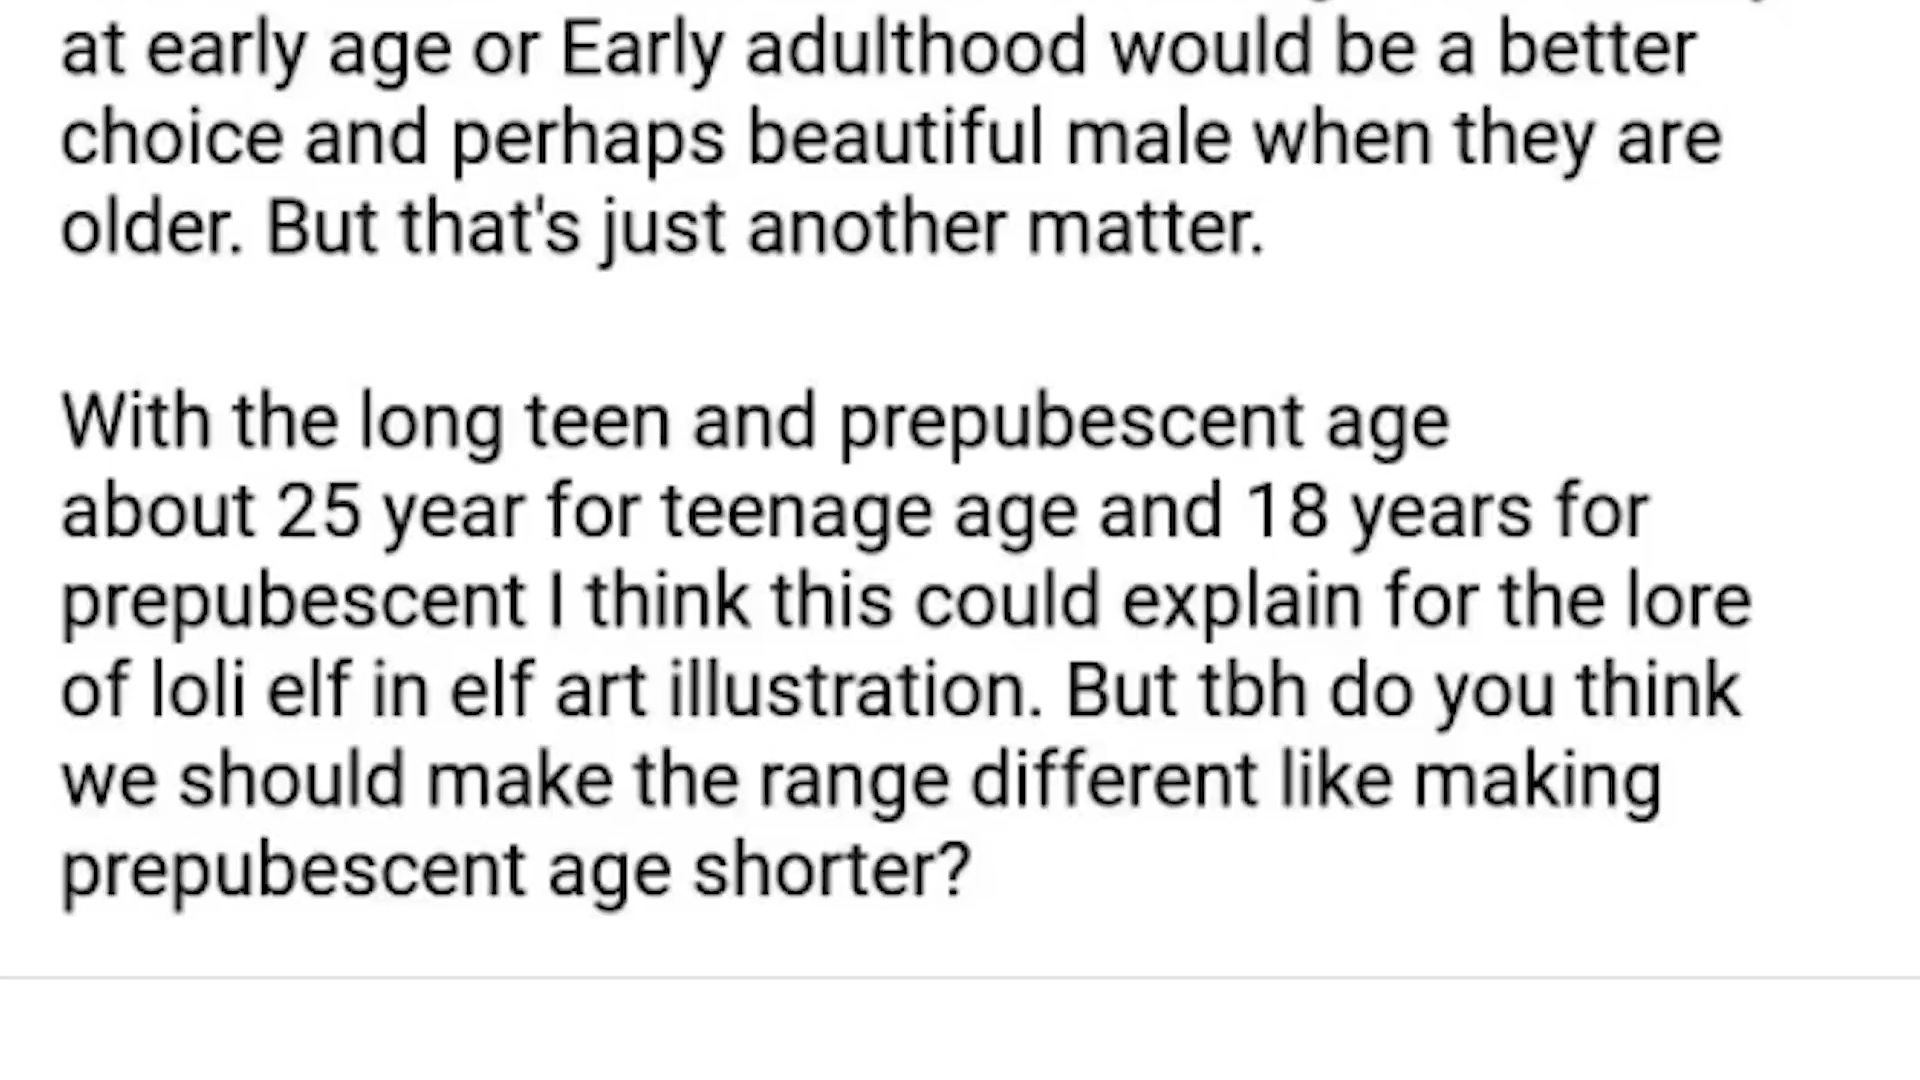 at early age or Early adulthood would be a better
choice and perhaps beautiful male when they are
older. But that's just another matter.
With the long teen and prepubescent age
about 25 year for teenage age and 18 years for
prepubescent I think this could explain for the lore
of loli elf in elf art illustration. But tbh do you think
we should make the range different like making
prepubescent age shorter?